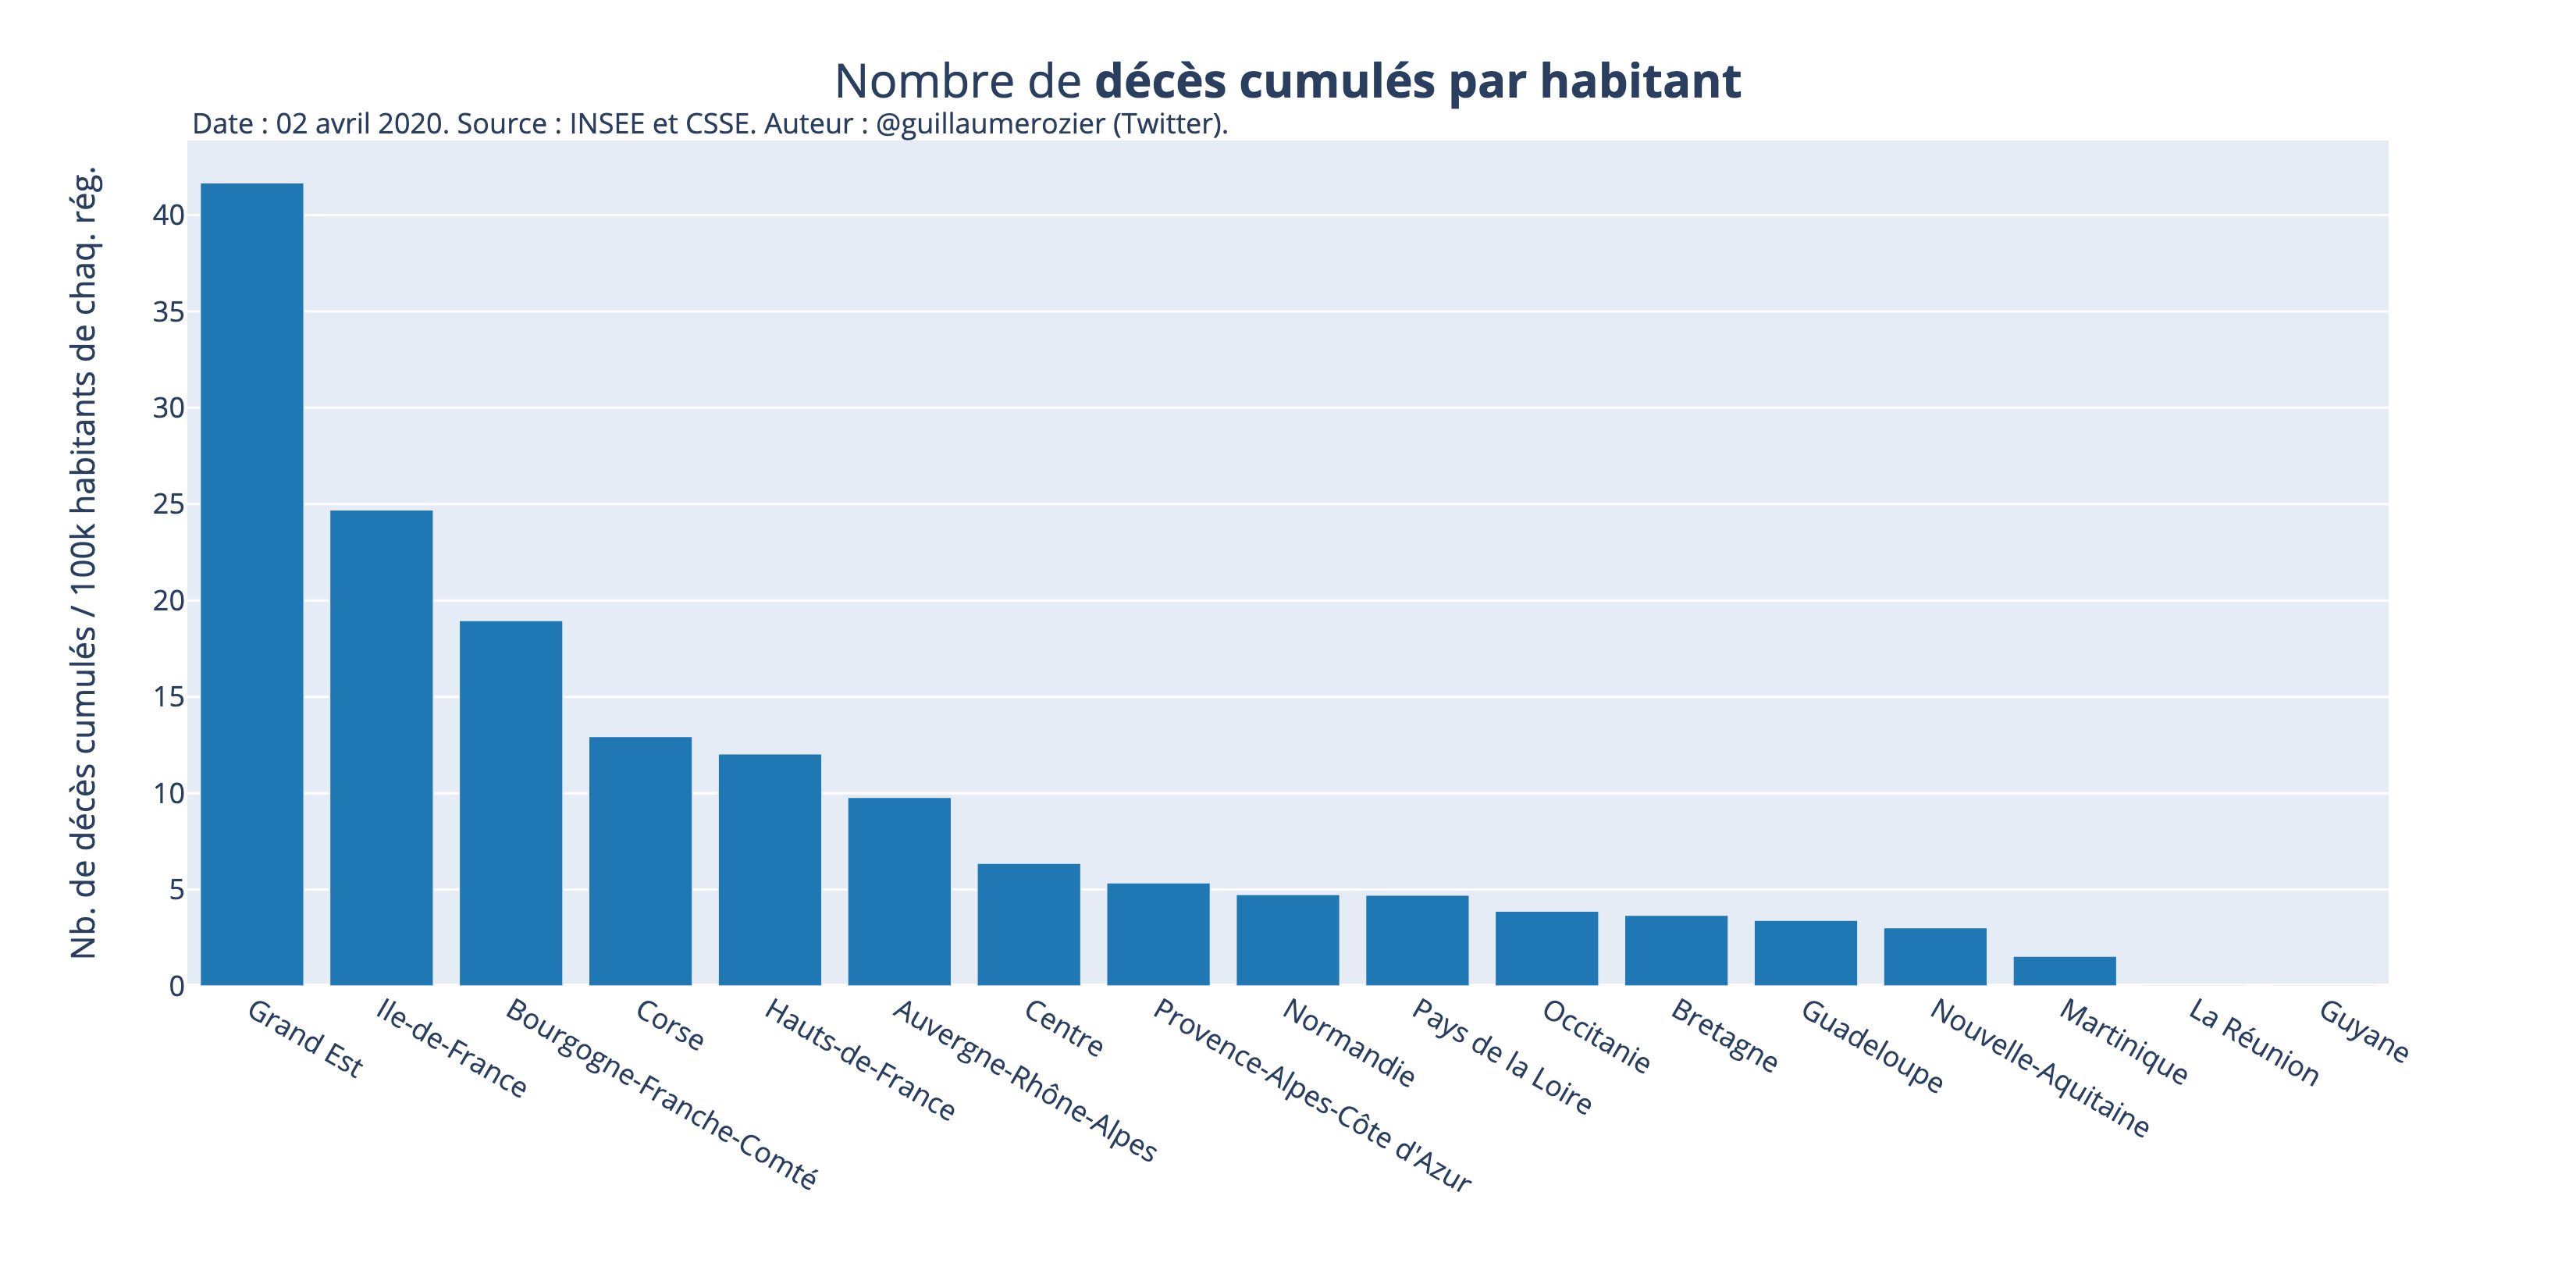 Nombre de décès cumulés par habitant
Date : 02 avril 2020. Source : INSEE et CSSE. Auteur : @guillaumerozier (Twitter).
Nb. de décès cumulés / 100k habitants de chaq. rég.
40
35
30
25
20
15
10
5
0
Grand Est
Ile-de-France
Bourgogne-Franche-Comté
Corse
Hauts-de-France
Auvergne-Rhône-Alpes
Centre
Provence-Alpes-Côte d'Azur
Normandie
Pays de la Loire
Occitanie
Bretagne
Guadeloupe
Nouvelle-Aquitaine
Martinique
La Réunion
Guyane